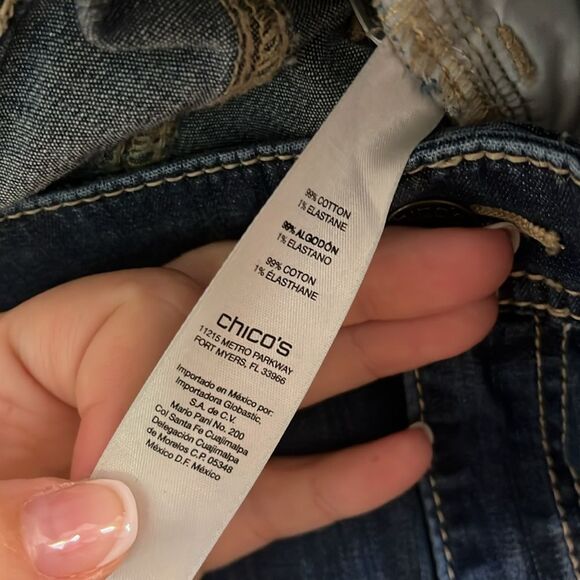 99% COTTON
1% ELASTANE
99% ALGODÓN
1% ELASTANO
99% COTON
1% ÉLASTHANE
chico's
11215 METRO PARKWAY
FORT MYERS, FL 33966
Importado en México por:
Importadora Globastic,
S.A. de C.V.
Mario Pani No. 200
Col Santa Fe Cuajimalpa
Delegación Cuajimalpa
de Morelos C.P. 05348
México D.F. México